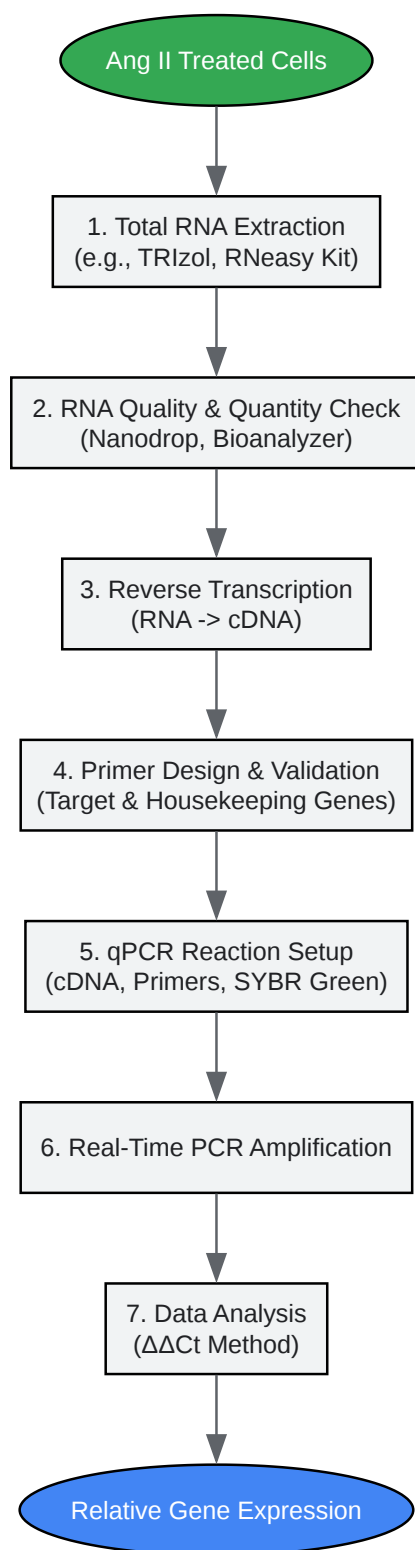 Ang II Treated Cells
1. Total RNA Extraction
(e.g., TRIzol, RNeasy Kit)
2. RNA Quality & Quantity Check
(Nanodrop, Bioanalyzer)
3. Reverse Transcription
(RNA -> cDNA)
4. Primer Design & Validation
(Target & Housekeeping Genes)
5. qPCR Reaction Setup
(cDNA, Primers, SYBR Green)
6. Real-Time PCR Amplification
7. Data Analysis
(ΔΔCt Method)
Relative Gene Expression